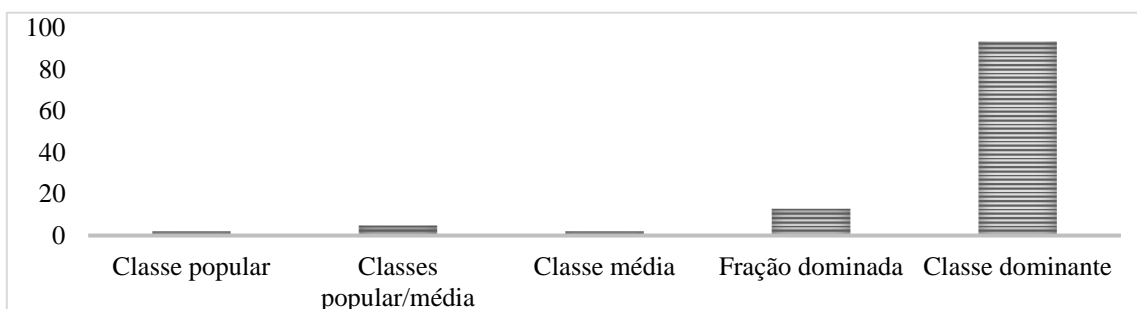 100
80
60
40
20
0
Classe popular
Classes
popular/média
Classe média
Fração dominada
Classe dominante